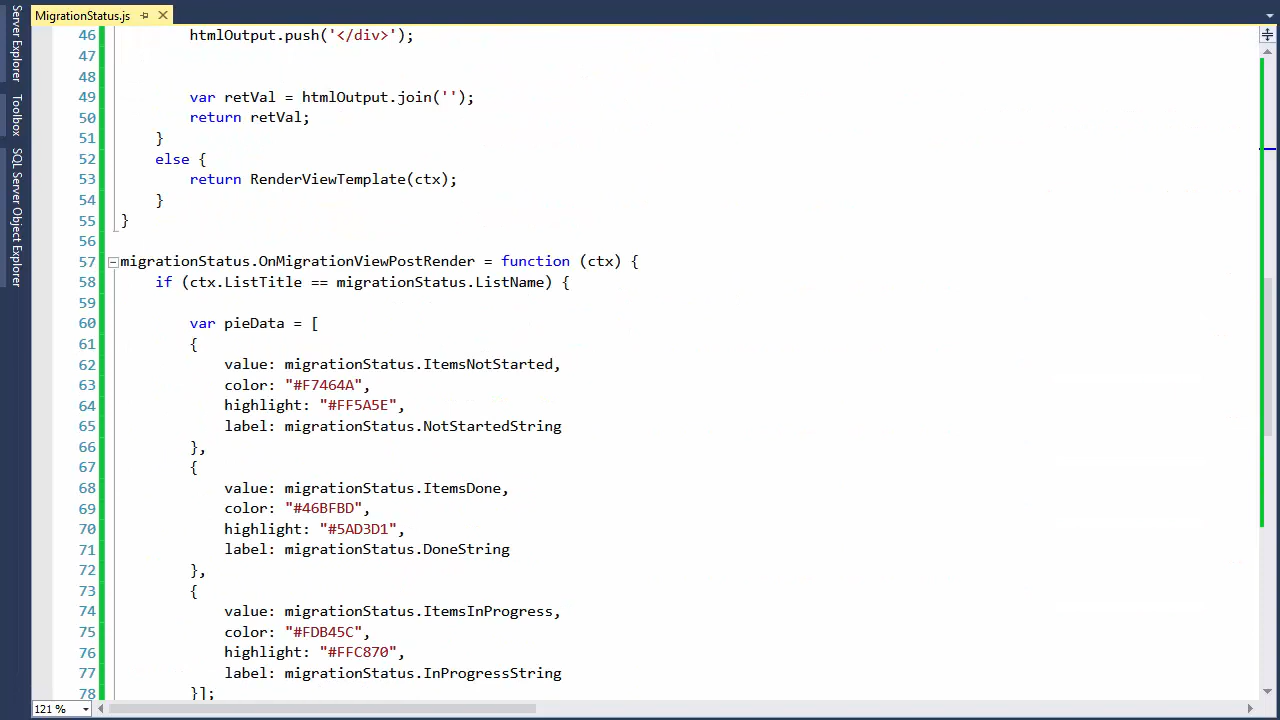 MigrationStatus.js
Server Explorer
Toolbox
SQL Server Object Explorer
46 htmlOutput.push('</div>');
47
48
49 var retVal = htmlOutput.join('');
50 return retVal;
51 }
52 else {
53 return RenderViewTemplate(ctx);
54 }
55 }
56
57 migrationStatus.OnMigrationViewPostRender = function (ctx) {
58 if (ctx.ListTitle == migrationStatus.ListName) {
59
60 var pieData = [
61 {
62 value: migrationStatus.ItemsNotStarted,
63 color: "#F7464A",
64 highlight: "#FF5A5E",
65 label: migrationStatus.NotStartedString
66 },
67 {
68 value: migrationStatus.ItemsDone,
69 color: "#46BFBD",
70 highlight: "#5AD3D1",
71 label: migrationStatus.DoneString
72 },
73 {
74 value: migrationStatus.ItemsInProgress,
75 color: "#FDB45C",
76 highlight: "#FFC870",
77 label: migrationStatus.InProgressString
78 }];
121 %